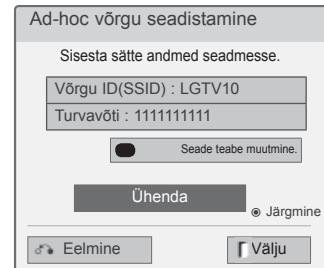 Ad-hoc võrgu seadistamine
Sisesta sätte andmed seadmesse.
Võrgu ID(SSID) : LGTV10
Turvavõti : 1111111111
Seade teabe muutmine.
Ühenda
Järgmine
Eelmine
Välju